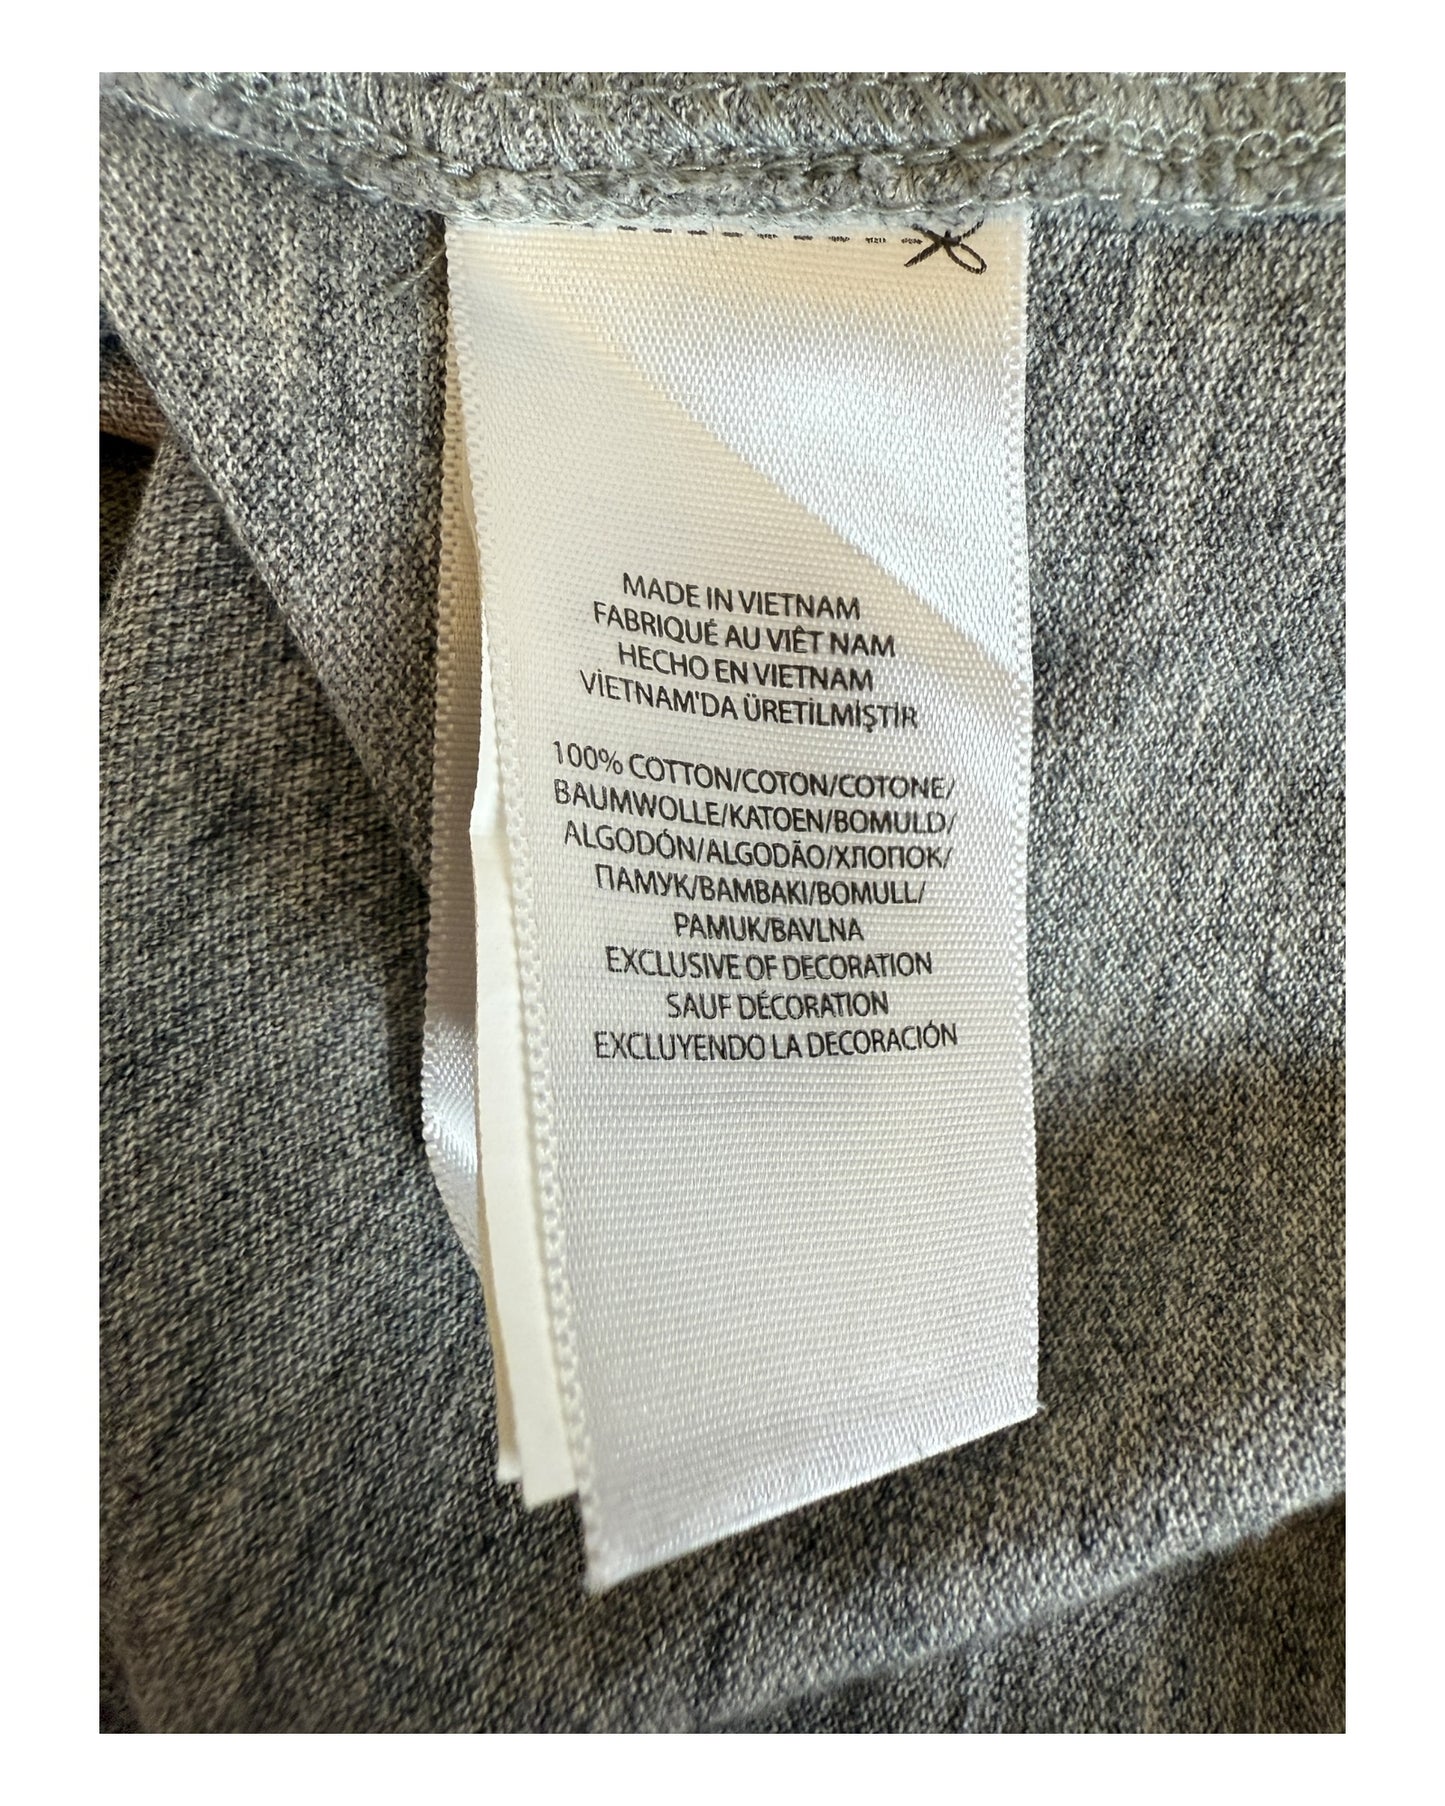 MADE IN VIETNAM
FABRIQUÉ AU VIÊT NAM
HECHO EN VIETNAM
VİETNAM'DA ÜRETİLMİŞTİR
100% COTTON/COTON/COTONE/
BAUMWOLLE/KATOEN/BOMULD/
ALGODÓN/ALGODÃO/ХЛОПОК/
ПАМУК/BAMBAKI/BOMULL/
PAMUK/BAVLNA
EXCLUSIVE OF DECORATION
SAUF DÉCORATION
EXCLUYENDO LA DECORACIÓN